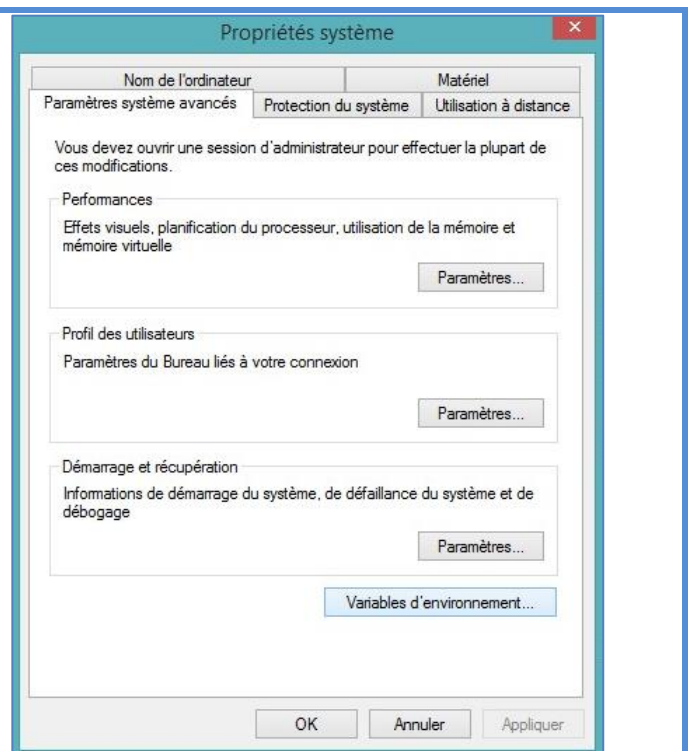 Propriétés système
Nom de l'ordinateur
Matériel
Paramètres système avancés
Protection du système
Utilisation à distance
Vous devez ouvrir une session d'administrateur pour effectuer la plupart de
ces modifications.
Performances
Effets visuels, planification du processeur, utilisation de la mémoire et
mémoire virtuelle
Paramètres...
Profil des utilisateurs
Paramètres du Bureau liés à votre connexion
Paramètres...
Démarrage et récupération
Informations de démarrage du système, de défaillance du système et de
débogage
Paramètres...
Variables d'environnement...
OK
Annuler
Appliquer